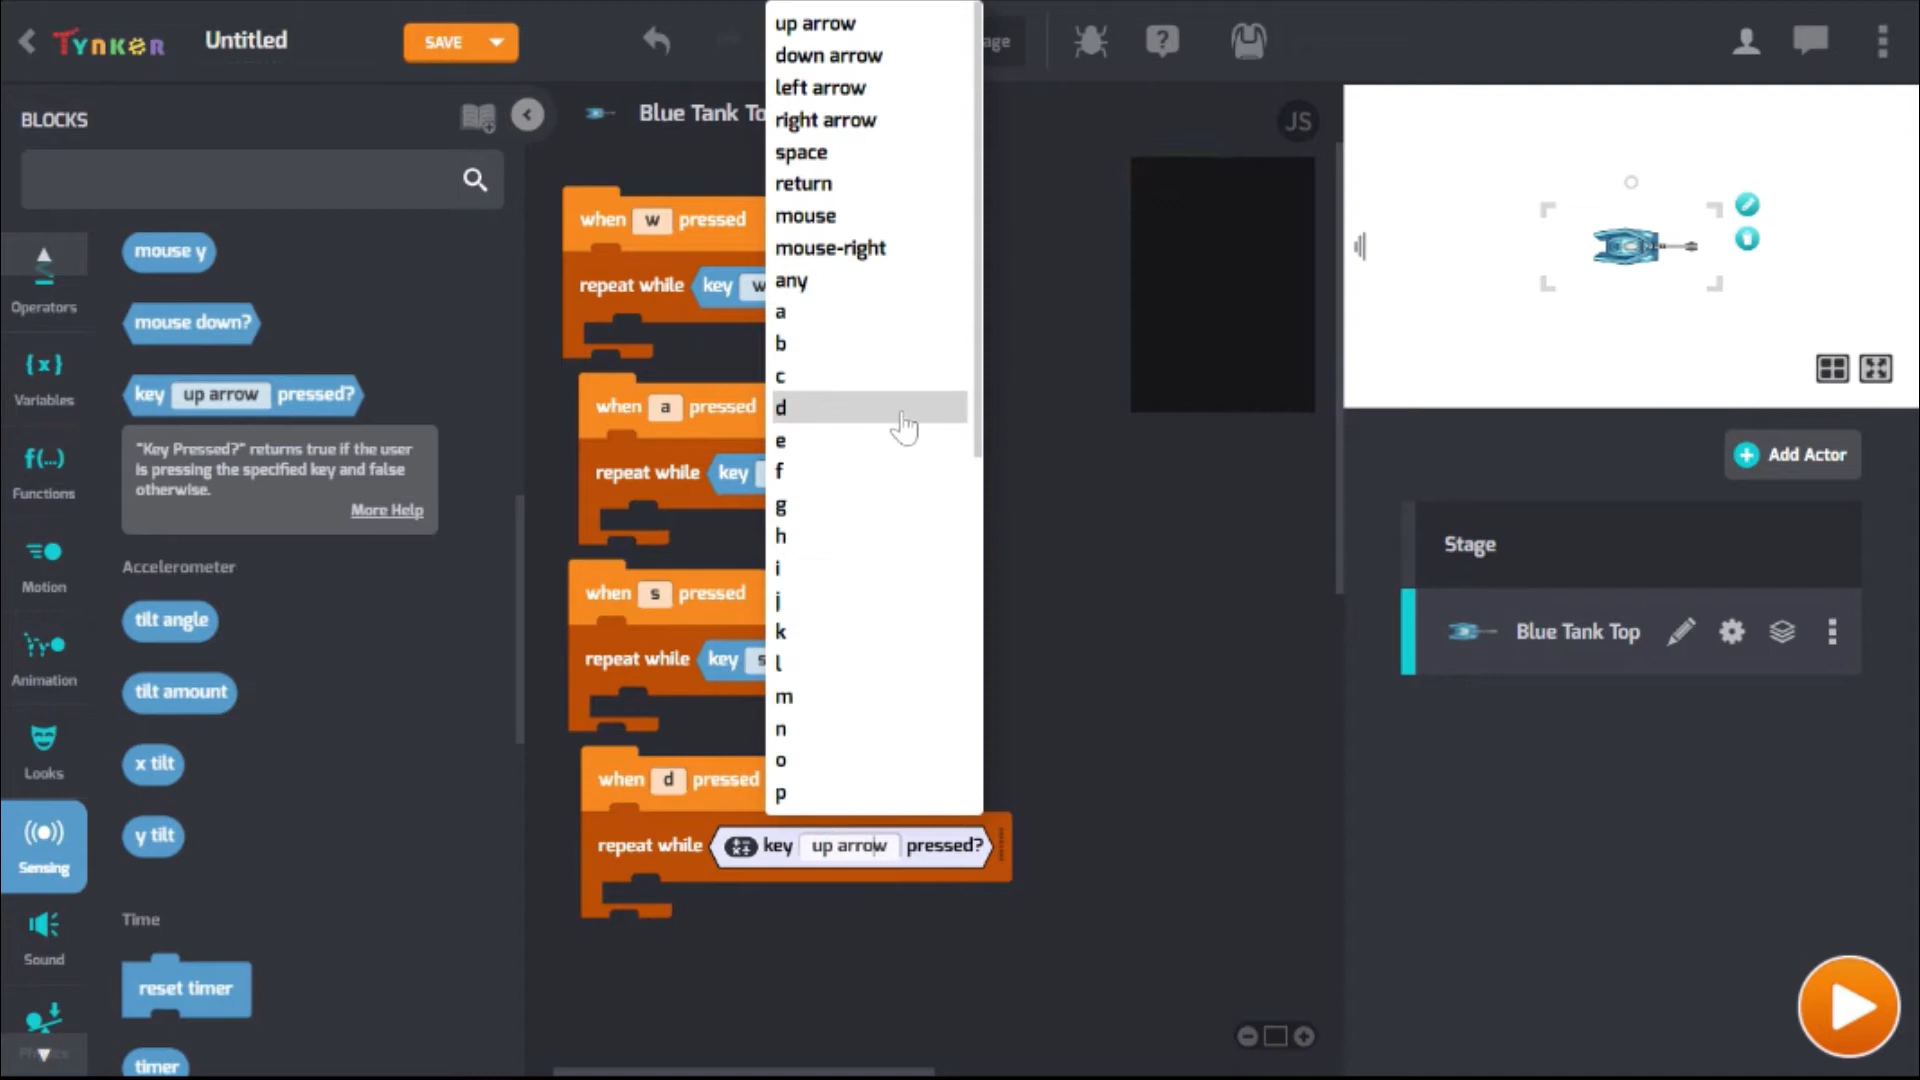 TYNKER
Untitled
SAVE
age
BLOCKS
Blue Tank To
JS
Operators
Variables
Functions
Motion
Animation
Looks
Sensing
Sound
mouse y
mouse down?
key up arrow pressed?
"Key Pressed?" returns true if the user
is pressing the specified key and false
otherwise.
More Help
Accelerometer
tilt angle
tilt amount
x tilt
y tilt
Time
reset timer
timer
when w pressed
repeat while key w
when a pressed
repeat while key
when s pressed
repeat while key s
when d pressed
repeat while key up arrow pressed?
up arrow
down arrow
left arrow
right arrow
space
return
mouse
mouse-right
any
a
b
c
d
e
f
g
h
i
j
k
l
m
n
o
p
Add Actor
Stage
Blue Tank Top